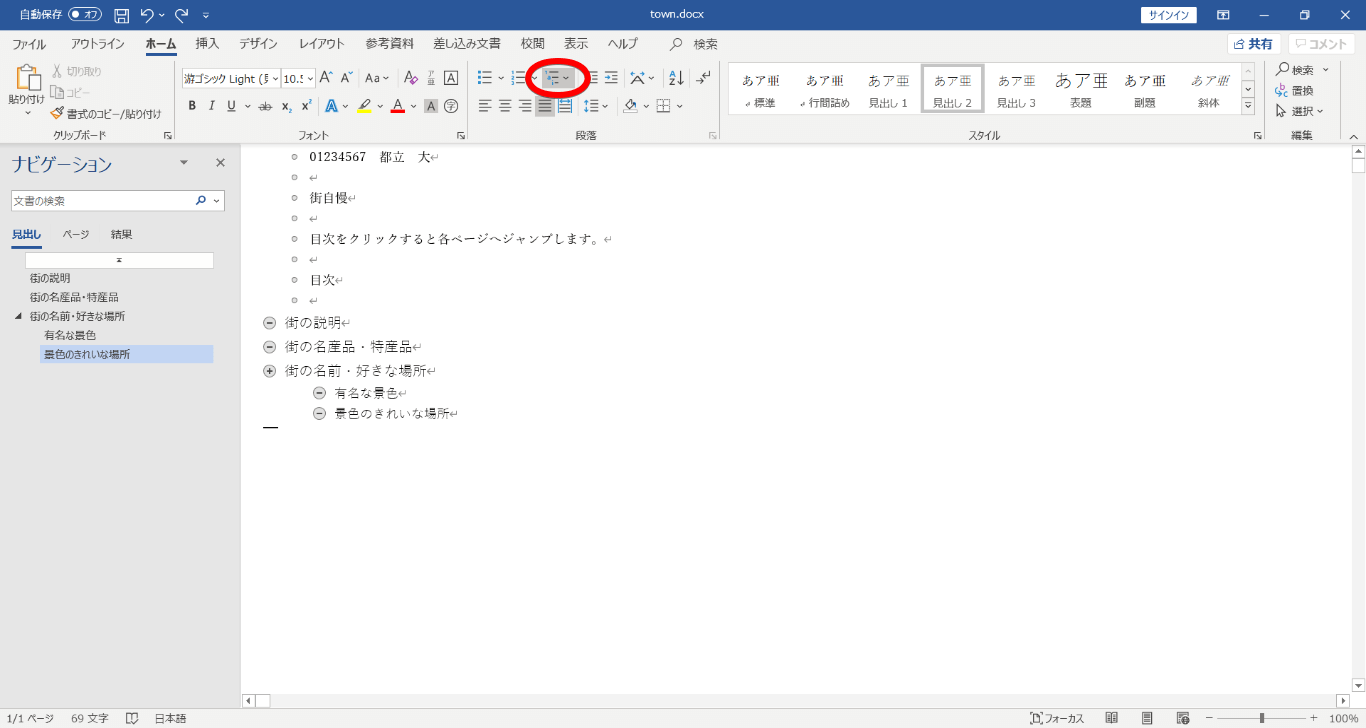 自動保存 オフ town.docx サインイン
ファイル アウトライン ホーム 挿入 デザイン レイアウト 参考資料 差し込み文書 校閲 表示 ヘルプ 検索 共有 コメント
貼り付け
切り取り
コピー
書式のコピー/貼り付け
クリップボード
游ゴシック Light (見 10.5
フォント
段落
あア亜 標準
あア亜 行間詰め
あア亜 見出し 1
あア亜 見出し 2
あア亜 見出し 3
あア亜 表題
あア亜 副題
あア亜 斜体
スタイル
検索
置換
選択
編集
ナビゲーション
文書の検索
見出し ページ 結果
街の説明
街の名産品・特産品
街の名前・好きな場所
有名な景色
景色のきれいな場所
01234567 都立 大
街自慢
目次をクリックすると各ページへジャンプします。
目次
街の説明
街の名産品・特産品
街の名前・好きな場所
有名な景色
景色のきれいな場所
1/1 ページ 69 文字 日本語 フォーカス 100%